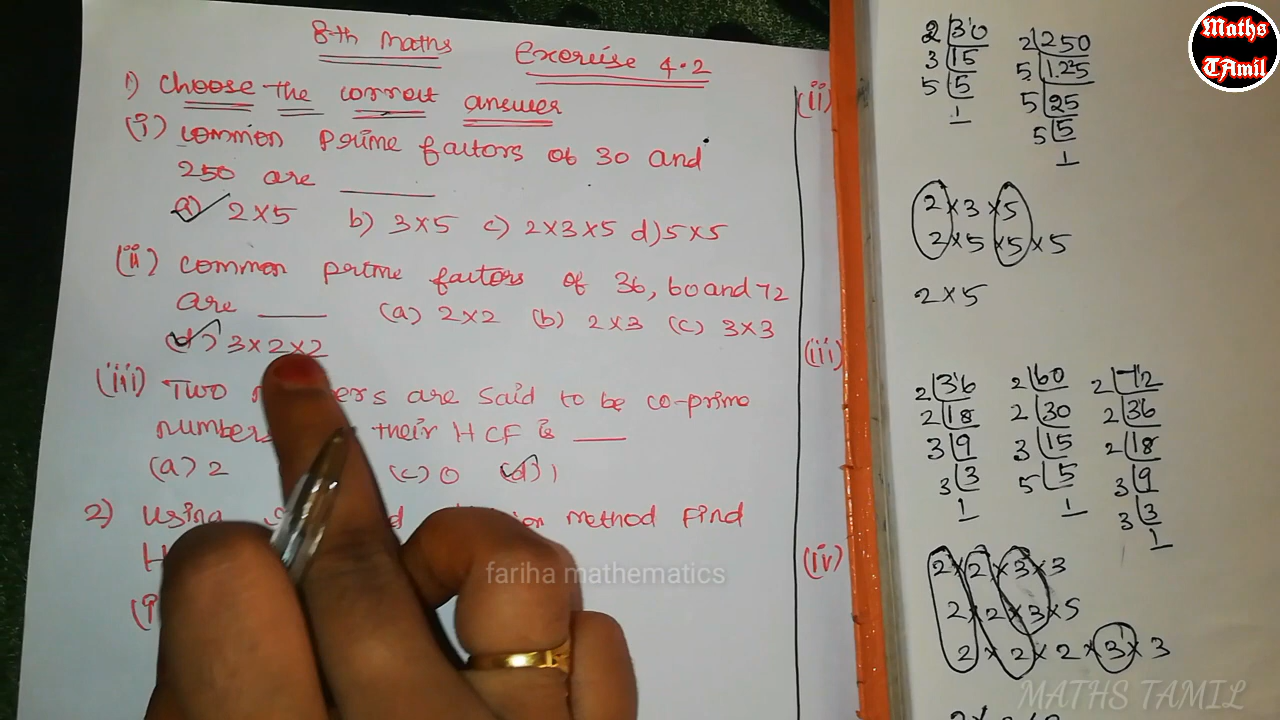 8th Maths Exercise 4.2
1) Choose the correct answer
(i) common prime factors of 30 and
250 are ______
a) 2×5 b) 3×5 c) 2×3×5 d) 5×5
(ii) common prime factors of 36, 60 and 72
are ____ (a) 2×2 (b) 2×3 (c) 3×3
(d) 3×2×2
(iii) Two are said to be co-prime
their HCF is ___
(a) 2 (c) 0 (d) 1
2) Using method Find
H
(i)
(ii)
(iii)
(iv)
2 30
3 15
5 5
1
2 250
5 125
5 25
5 5
1
2×3×5
2×5×5×5
2×5
2 36
2 18
3 9
3 3
1
2 60
2 30
3 15
5 5
1
2 72
2 36
2 18
3 9
3 3
1
2×2×3×3
2×2×3×5
2×2×2×3×3
Maths
TAmil
fariha mathematics
MATHS TAMIL